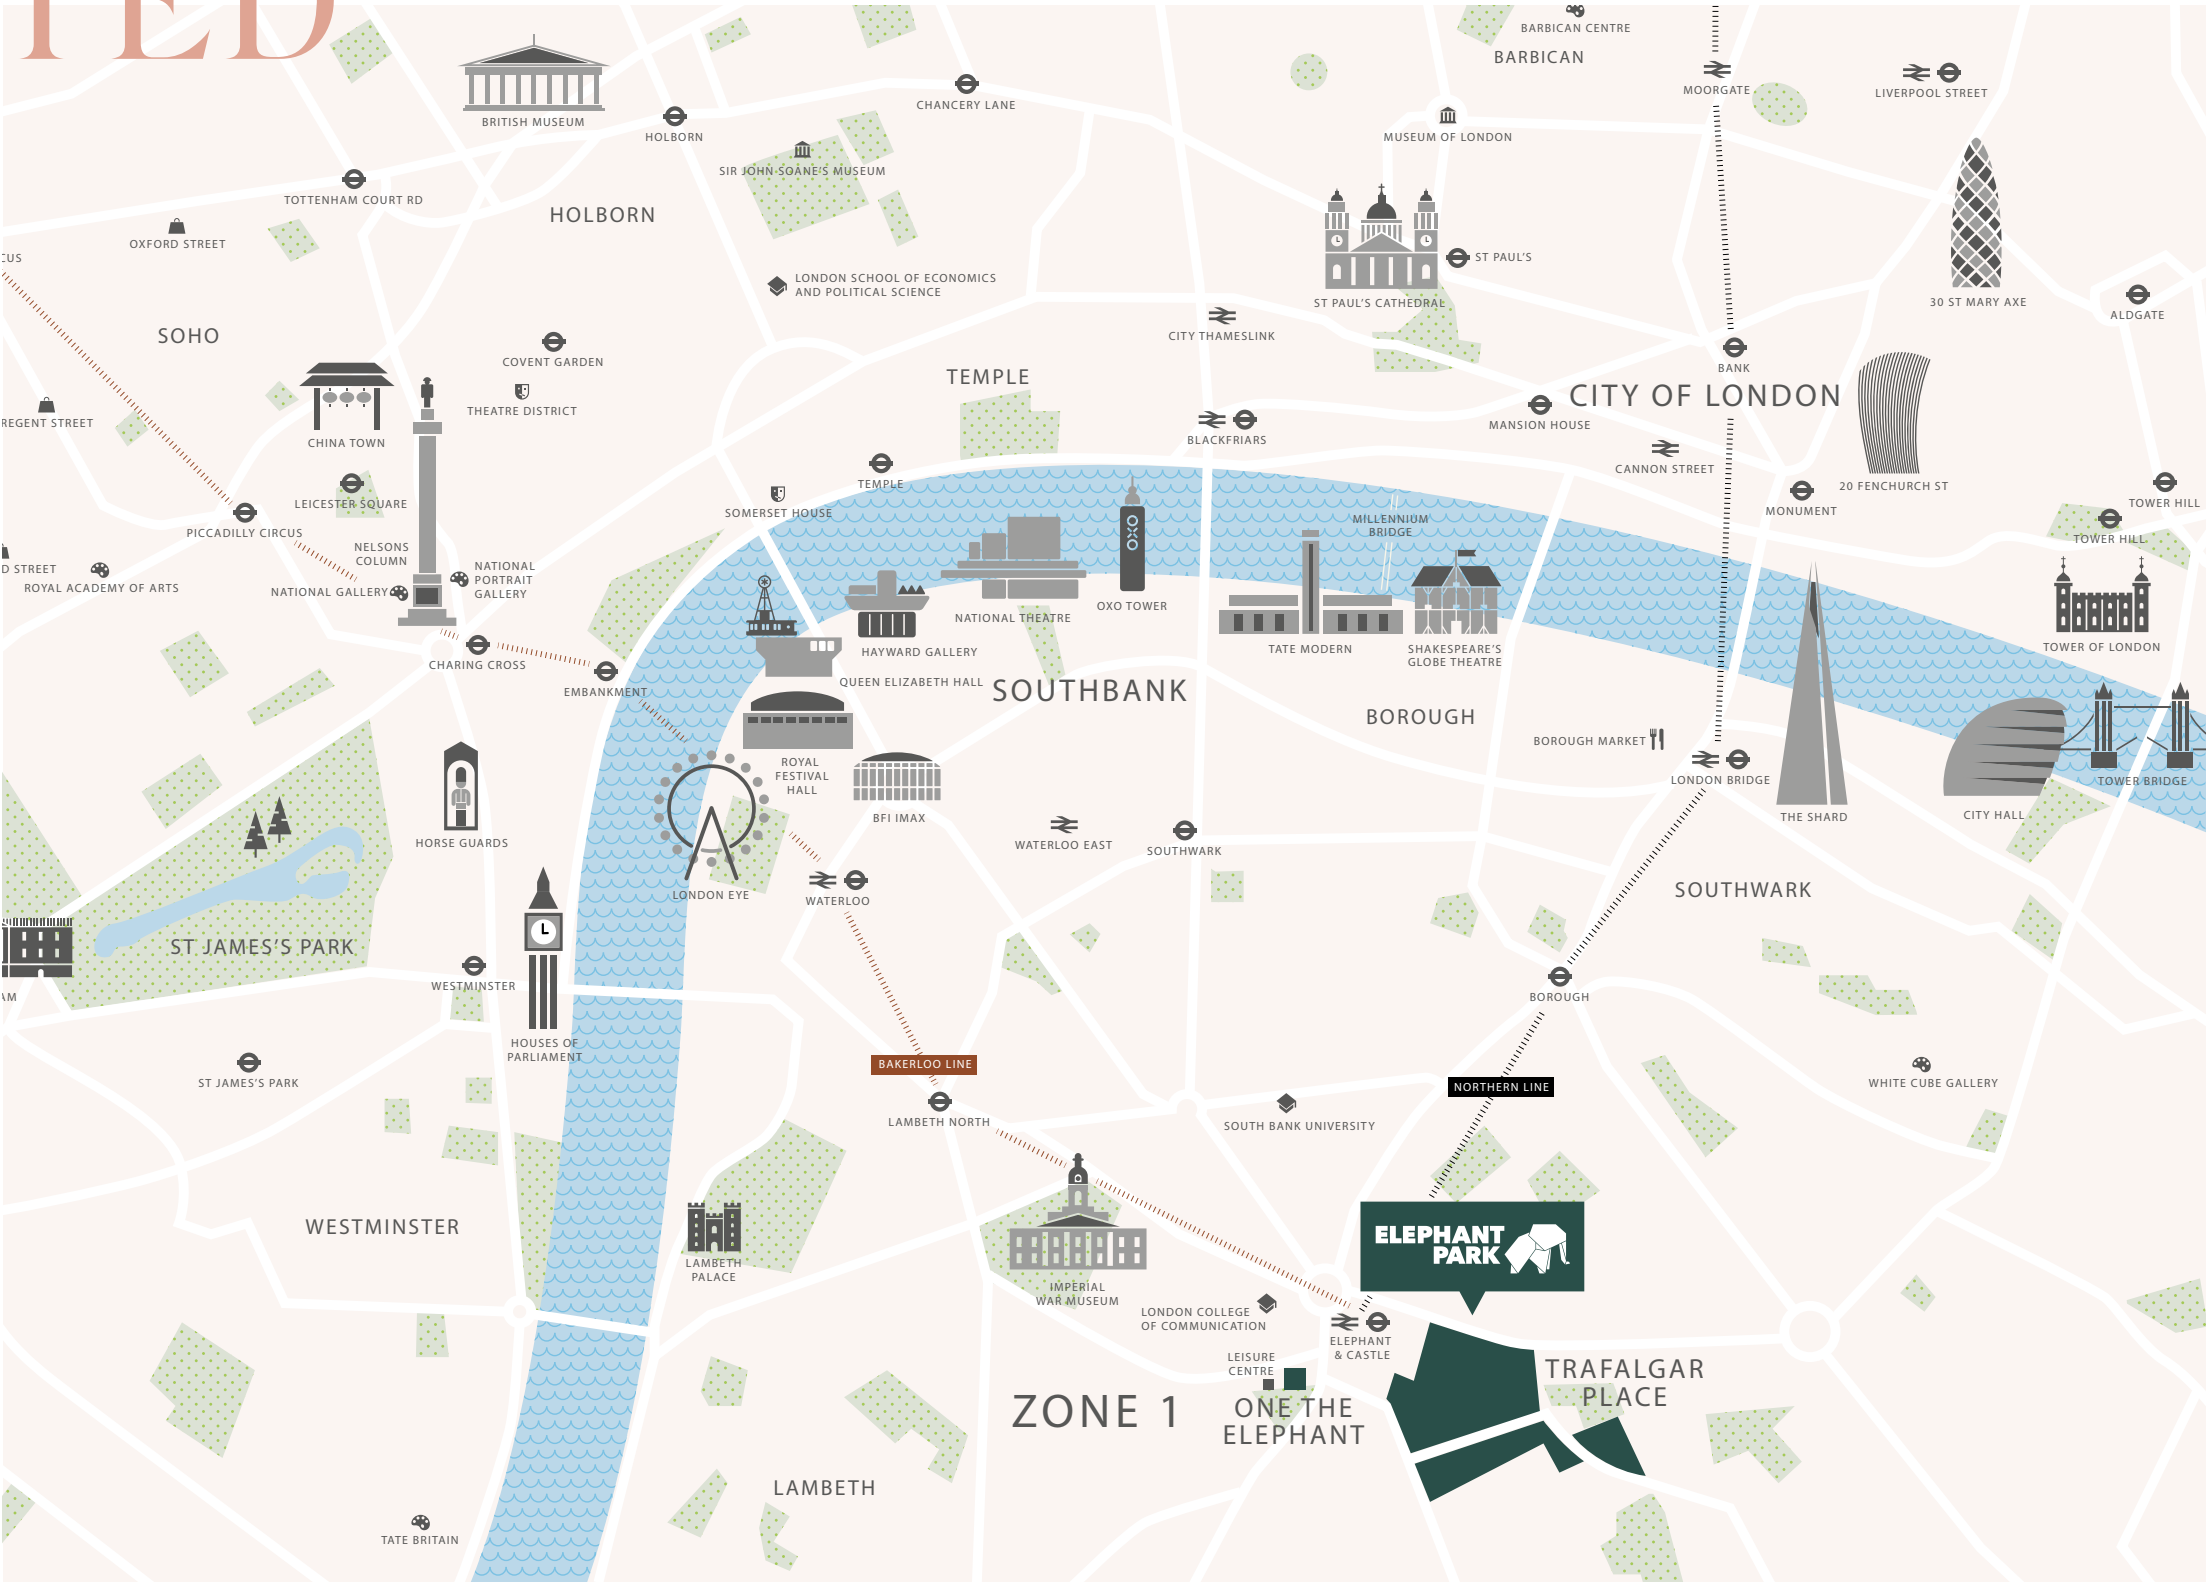 TED
BARBICAN CENTRE
BARBICAN
MOORGATE
LIVERPOOL STREET
CHANCERY LANE
BRITISH MUSEUM
HOLBORN
MUSEUM OF LONDON
SIR JOHN SOANE'S MUSEUM
TOTTENHAM COURT RD
HOLBORN
OXFORD STREET
CUS
ST PAUL'S
LONDON SCHOOL OF ECONOMICS
AND POLITICAL SCIENCE
ST PAUL'S CATHEDRAL
30 ST MARY AXE
ALDGATE
SOHO
CITY THAMESLINK
COVENT GARDEN
BANK
TEMPLE
CITY OF LONDON
THEATRE DISTRICT
REGENT STREET
MANSION HOUSE
CHINA TOWN
BLACKFRIARS
CANNON STREET
TEMPLE
20 FENCHURCH ST
LEICESTER SQUARE
TOWER HILL
SOMERSET HOUSE
MONUMENT
MILLENNIUM
BRIDGE
PICCADILLY CIRCUS
TOWER HILL
NELSONS
COLUMN
D STREET
ROYAL ACADEMY OF ARTS
NATIONAL GALLERY
NATIONAL
PORTRAIT
GALLERY
OXO
OXO TOWER
NATIONAL THEATRE
TATE MODERN
SHAKESPEARE'S
GLOBE THEATRE
TOWER OF LONDON
HAYWARD GALLERY
CHARING CROSS
QUEEN ELIZABETH HALL
EMBANKMENT
SOUTHBANK
BOROUGH
BOROUGH MARKET
ROYAL
FESTIVAL
HALL
LONDON BRIDGE
TOWER BRIDGE
BFI IMAX
THE SHARD
CITY HALL
HORSE GUARDS
WATERLOO EAST
SOUTHWARK
LONDON EYE
WATERLOO
SOUTHWARK
ST JAMES'S PARK
WESTMINSTER
AM
BOROUGH
HOUSES OF
PARLIAMENT
BAKERLOO LINE
ST JAMES'S PARK
NORTHERN LINE
WHITE CUBE GALLERY
LAMBETH NORTH
SOUTH BANK UNIVERSITY
WESTMINSTER
ELEPHANT
PARK
LAMBETH
PALACE
IMPERIAL
WAR MUSEUM
LONDON COLLEGE
OF COMMUNICATION
ELEPHANT
& CASTLE
LEISURE
CENTRE
TRAFALGAR
PLACE
ZONE 1
ONE THE
ELEPHANT
LAMBETH
TATE BRITAIN